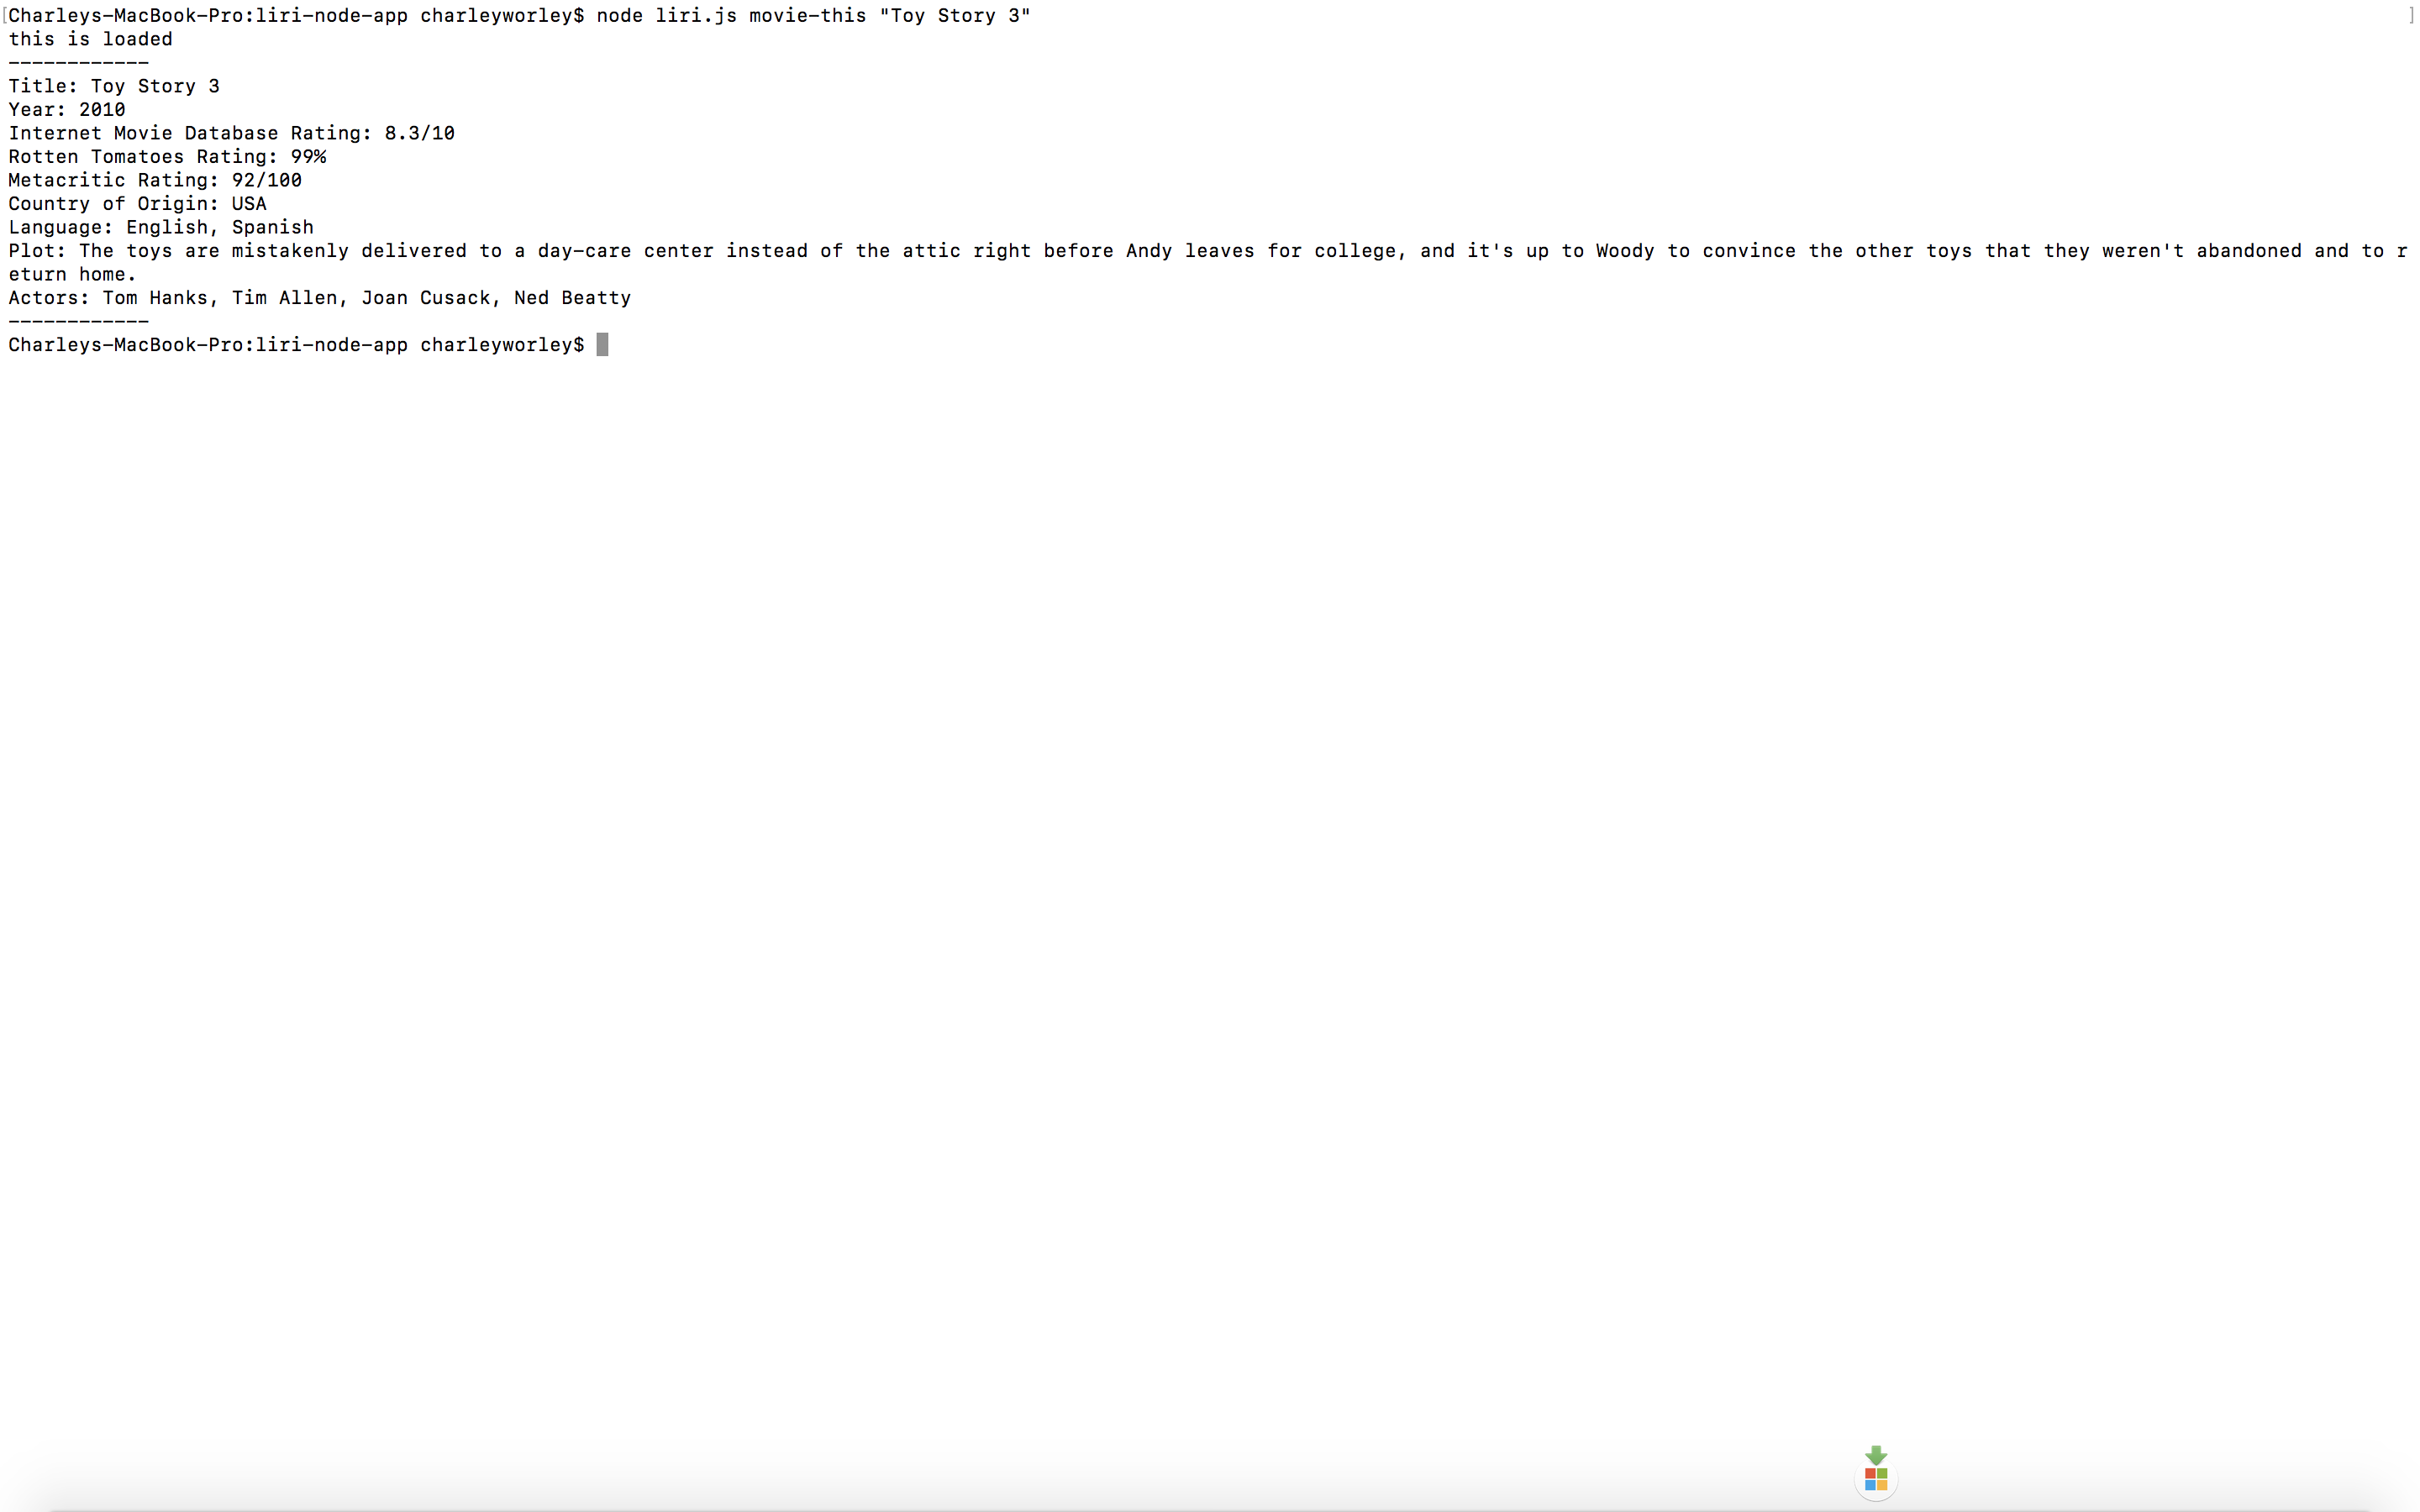 [Charleys-MacBook-Pro:liri-node-app charleyworley$ node liri.js movie-this "Toy Story 3" ]
this is loaded
------------
Title: Toy Story 3
Year: 2010
Internet Movie Database Rating: 8.3/10
Rotten Tomatoes Rating: 99%
Metacritic Rating: 92/100
Country of Origin: USA
Language: English, Spanish
Plot: The toys are mistakenly delivered to a day-care center instead of the attic right before Andy leaves for college, and it's up to Woody to convince the other toys that they weren't abandoned and to r
eturn home.
Actors: Tom Hanks, Tim Allen, Joan Cusack, Ned Beatty
------------
Charleys-MacBook-Pro:liri-node-app charleyworley$